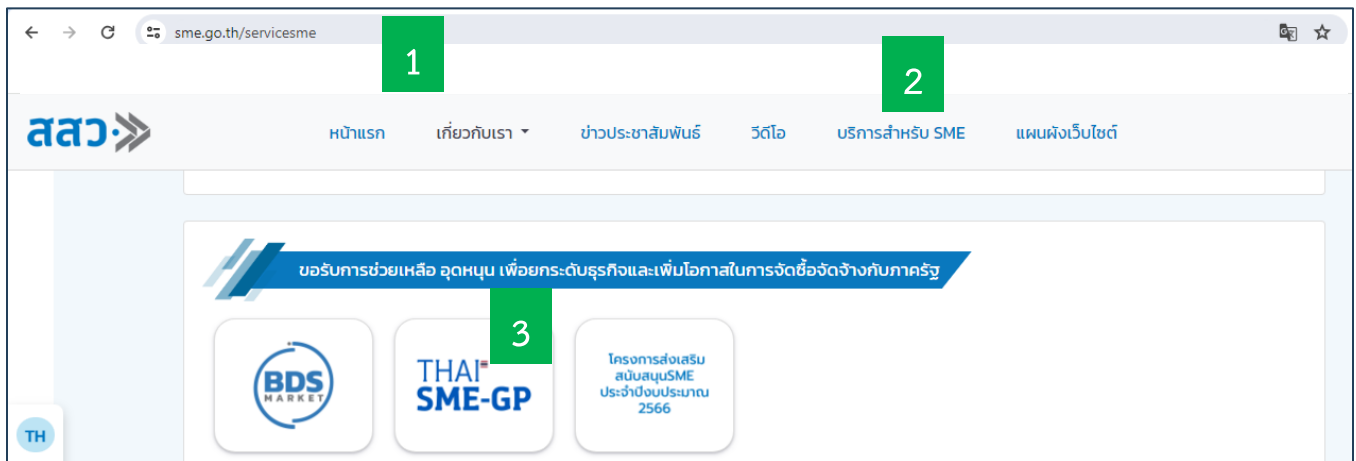 sme.go.th/servicesme
1
2
สสว.
หน้าแรก เกี่ยวกับเรา ข่าวประชาสัมพันธ์ วีดีโอ บริการสำหรับ SME แผนผังเว็บไซต์
ขอรับการช่วยเหลือ อุดหนุน เพื่อยกระดับธุรกิจและเพิ่มโอกาสในการจัดซื้อจัดจ้างกับภาครัฐ
3
BDS
MARKET
THAI
SME-GP
โครงการส่งเสริม
สนับสนุนSME
ประจำปีงบประมาณ
2566
TH